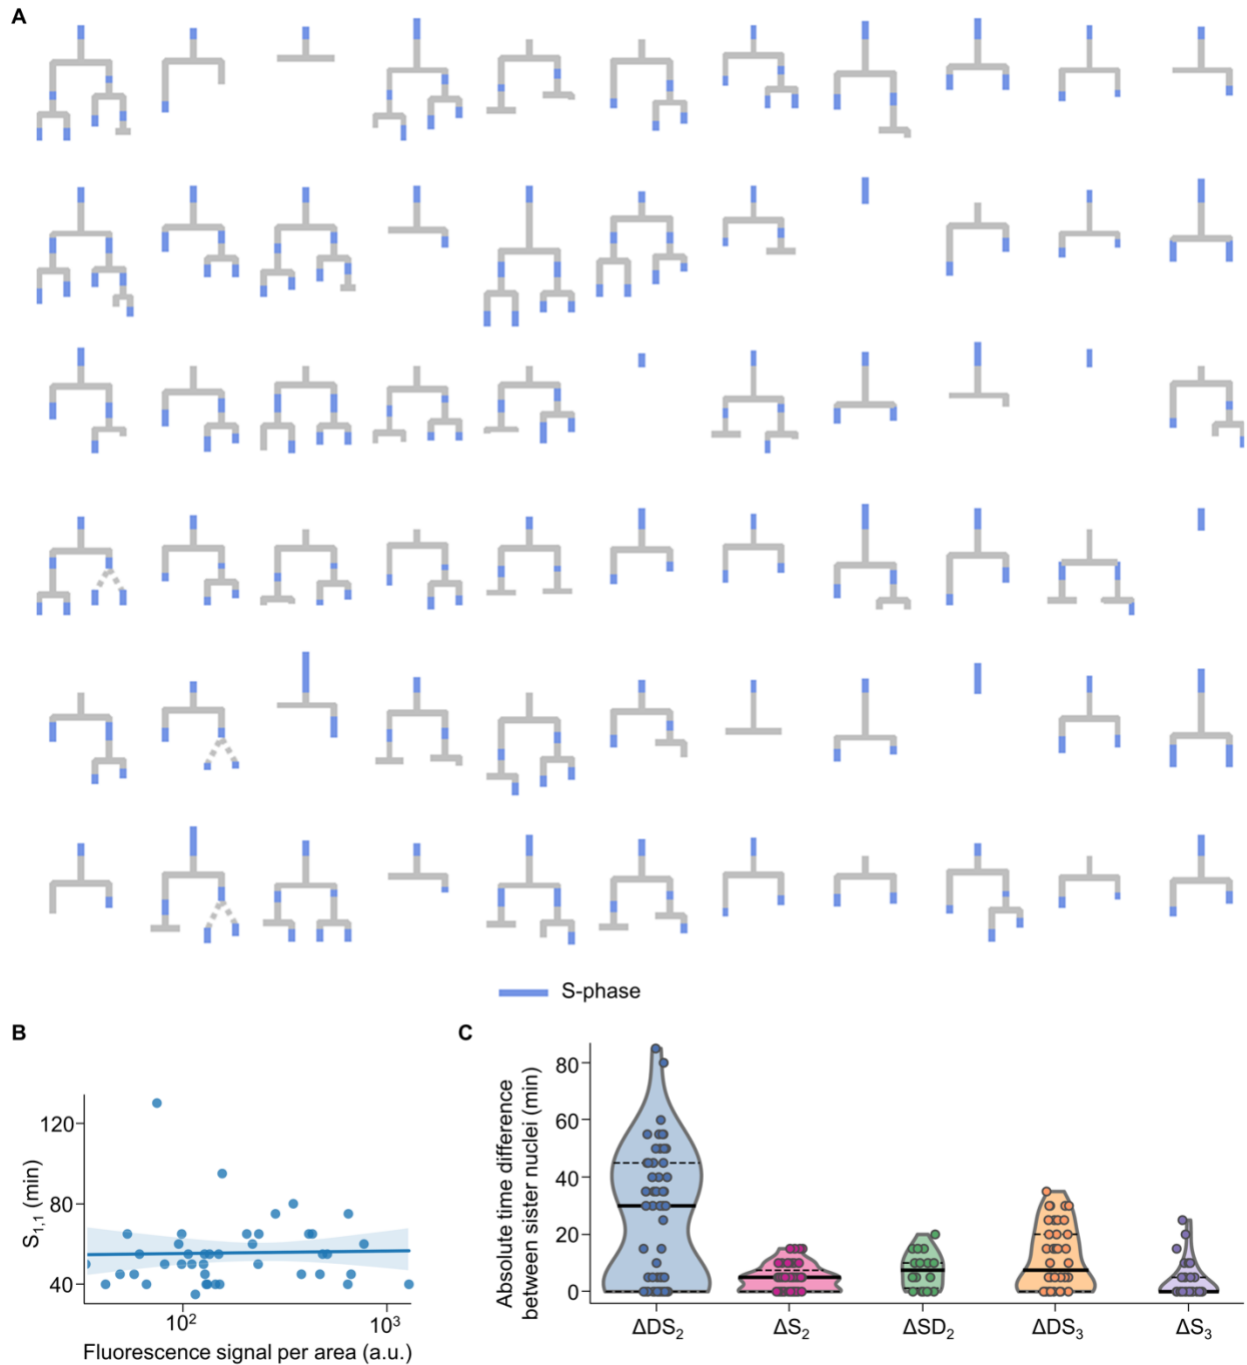 A
S-phase
B
S1,1 (min)
120
80
40
10²
10³
Fluorescence signal per area (a.u.)
C
Absolute time difference
between sister nuclei (min)
80
60
40
20
0
ΔDS₂
ΔS₂
ΔSD₂
ΔDS₃
ΔS₃